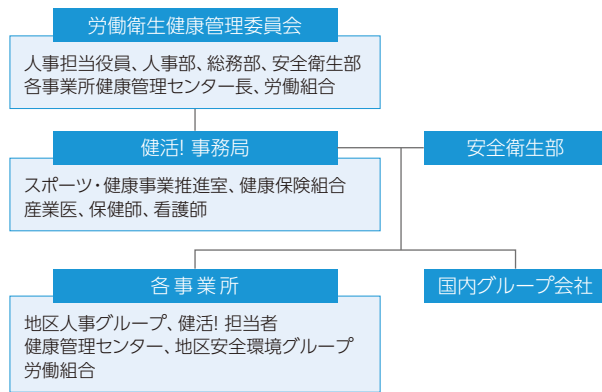 労働衛生健康管理委員会
人事担当役員、人事部、総務部、安全衛生部
各事業所健康管理センター長、労働組合
健活! 事務局
安全衛生部
スポーツ・健康事業推進室、健康保険組合
産業医、保健師、看護師
各事業所
国内グループ会社
地区人事グループ、健活! 担当者
健康管理センター、地区安全環境グループ
労働組合